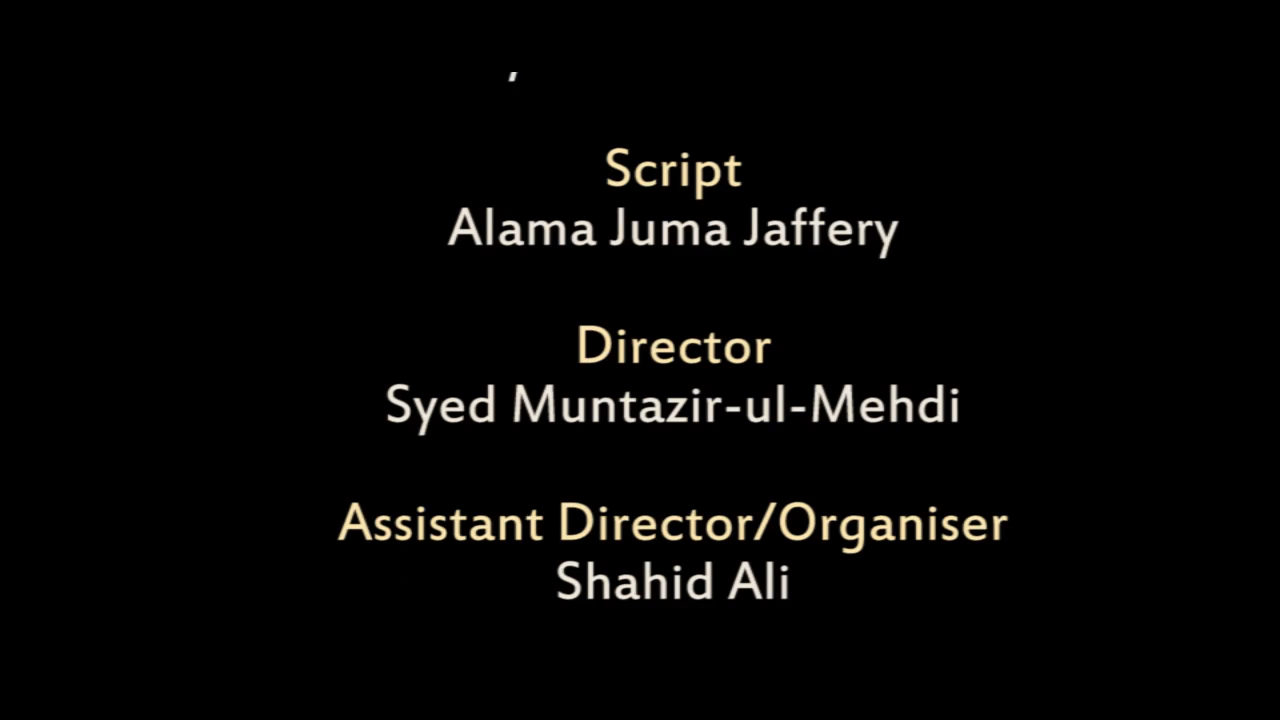 Script
Alama Juma Jaffery
Director
Syed Muntazir-ul-Mehdi
Assistant Director/Organiser
Shahid Ali